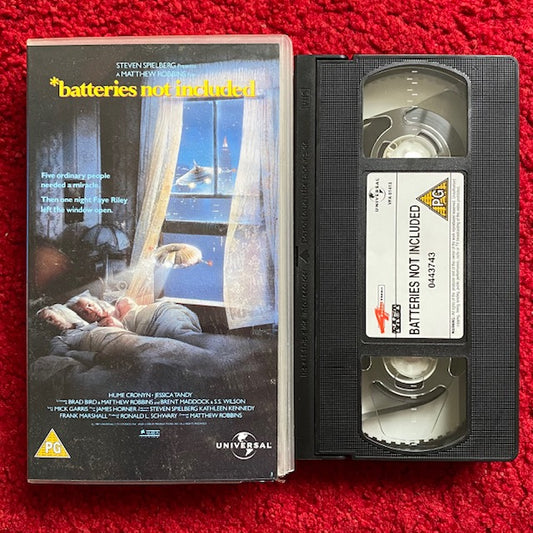 STEVEN SPIELBERG Presents
A MATTHEW ROBBINS Film
*batteries not included
Five ordinary people
needed a miracle.
Then one night Faye Riley
left the window open.
HUME CRONYN · JESSICA TANDY
BRAD BIRD & MATTHEW ROBBINS and BRENT MADDOCK & S.S. WILSON
MICK GARRIS JAMES HORNER STEVEN SPIELBERG KATHLEEN KENNEDY
FRANK MARSHALL RONALD L. SCHWARY MATTHEW ROBBINS
PG
UNIVERSAL
UNIVERSAL
PG
BATTERIES NOT INCLUDED
0443743